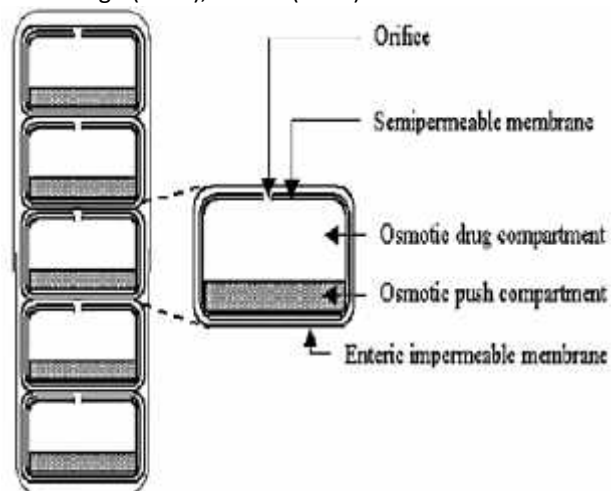 Orifice
Semipermeable membrane
Osmotic drug compartment
Osmotic push compartment
Enteric impermeable membrane